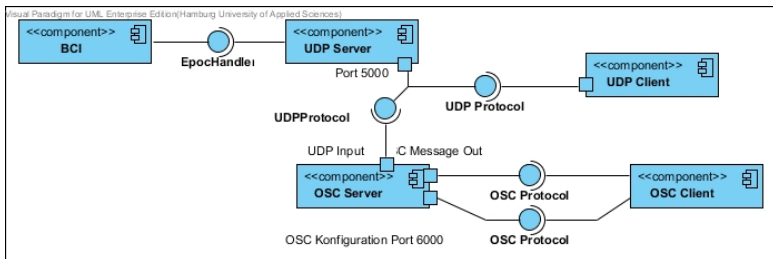 Visual Paradigm for UML Enterprise Edition(Hamburg University of Applied Sciences)
<<component>>
BCI
EpocHandler
<<component>>
UDP Server
Port 5000
<<component>>
UDP Client
UDP Protocol
UDPProtocol
UDP Input
C Message Out
<<component>>
OSC Server
OSC Protocol
<<component>>
OSC Client
OSC Konfiguration Port 6000
OSC Protocol